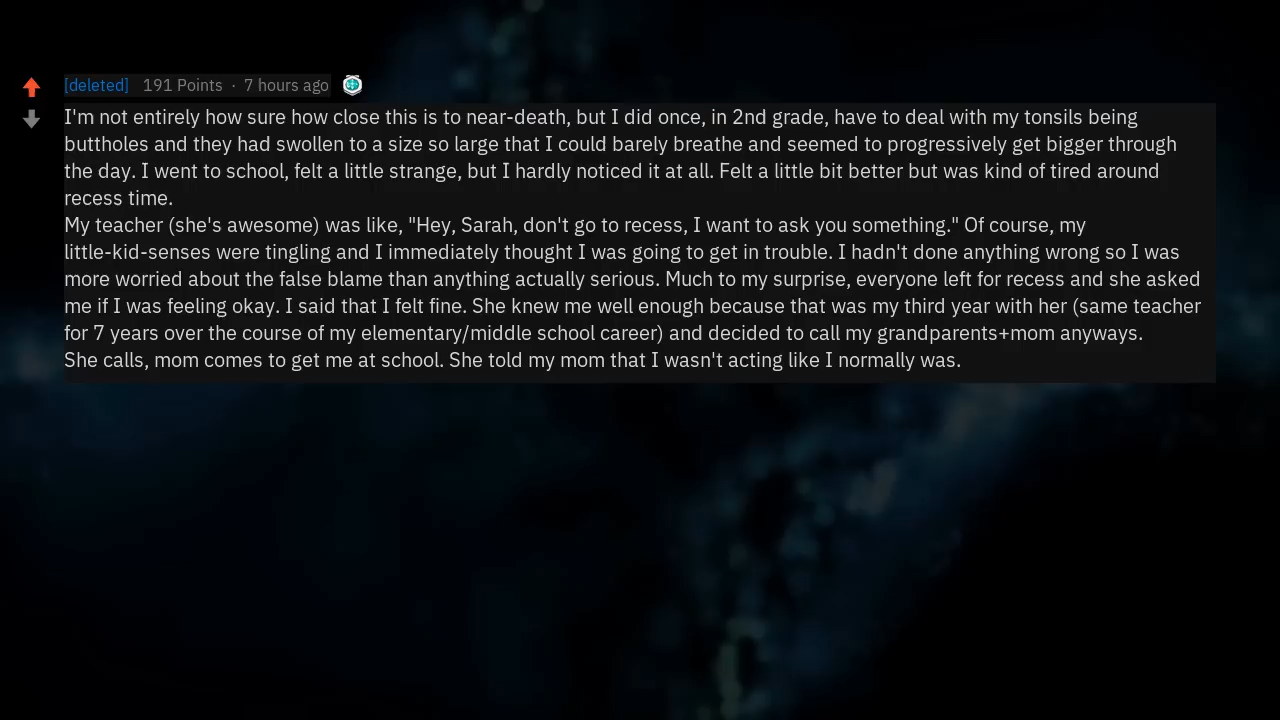 [deleted] 191 Points · 7 hours ago
I'm not entirely how sure how close this is to near-death, but I did once, in 2nd grade, have to deal with my tonsils being
buttholes and they had swollen to a size so large that I could barely breathe and seemed to progressively get bigger through
the day. I went to school, felt a little strange, but I hardly noticed it at all. Felt a little bit better but was kind of tired around
recess time.
My teacher (she's awesome) was like, "Hey, Sarah, don't go to recess, I want to ask you something." Of course, my
little-kid-senses were tingling and I immediately thought I was going to get in trouble. I hadn't done anything wrong so I was
more worried about the false blame than anything actually serious. Much to my surprise, everyone left for recess and she asked
me if I was feeling okay. I said that I felt fine. She knew me well enough because that was my third year with her (same teacher
for 7 years over the course of my elementary/middle school career) and decided to call my grandparents+mom anyways.
She calls, mom comes to get me at school. She told my mom that I wasn't acting like I normally was.